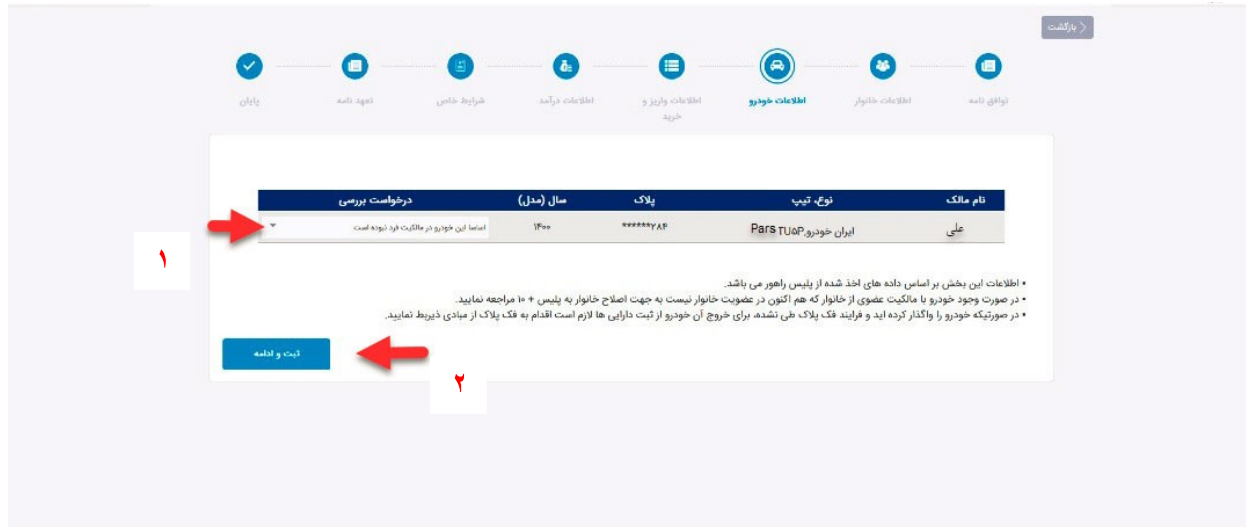 بازگشت
توافق نامه
اطلاعات خانوار
اطلاعات خودرو
اطلاعات واریز و
خرید
اطلاعات درآمد
شرایط خاص
تعهد نامه
پایان
نام مالک نوع، تیپ پلاک سال (مدل) درخواست بررسی
علی ایران خودرو,Pars TU۵P ******۲۸۴ ۱۴۰۰ اساسا این خودرو در مالکیت فرد نبوده است
۱
• اطلاعات این بخش بر اساس داده های اخذ شده از پلیس راهور می باشد.
• در صورت وجود خودرو با مالکیت عضوی از خانوار که هم اکنون در عضویت خانوار نیست به جهت اصلاح خانوار به پلیس + ۱۰ مراجعه نمایید.
• در صورتیکه خودرو را واگذار کرده اید و فرایند فک پلاک طی نشده، برای خروج آن خودرو از ثبت دارایی ها لازم است اقدام به فک پلاک از مبادی ذیربط نمایید.
ثبت و ادامه
۲